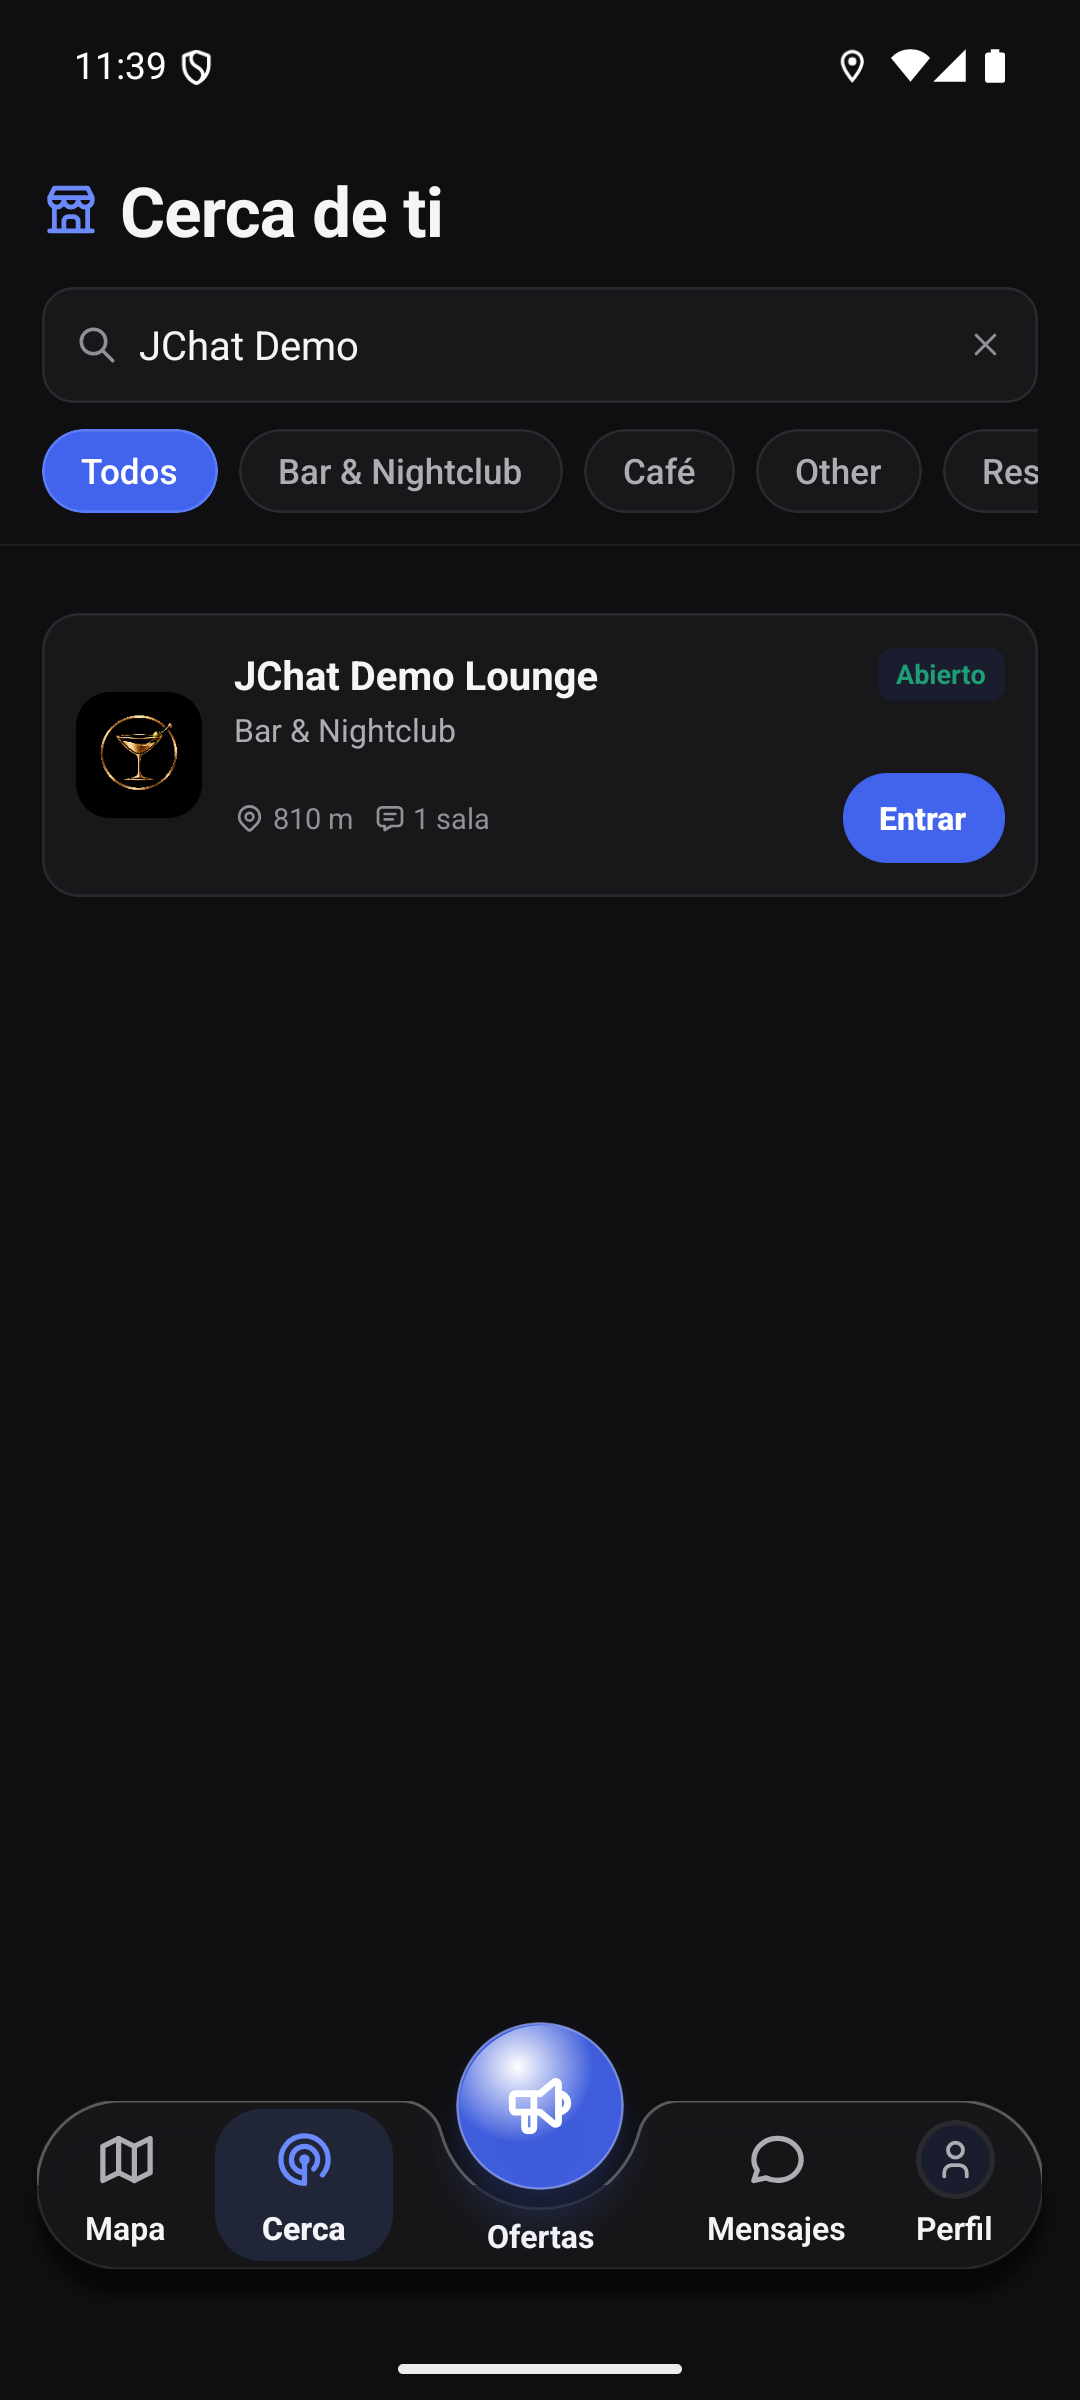 11:39
Cerca de ti
JChat Demo
Todos
Bar & Nightclub
Café
Other
Res
JChat Demo Lounge
Abierto
Bar & Nightclub
810 m
1 sala
Entrar
Mapa
Cerca
Ofertas
Mensajes
Perfil